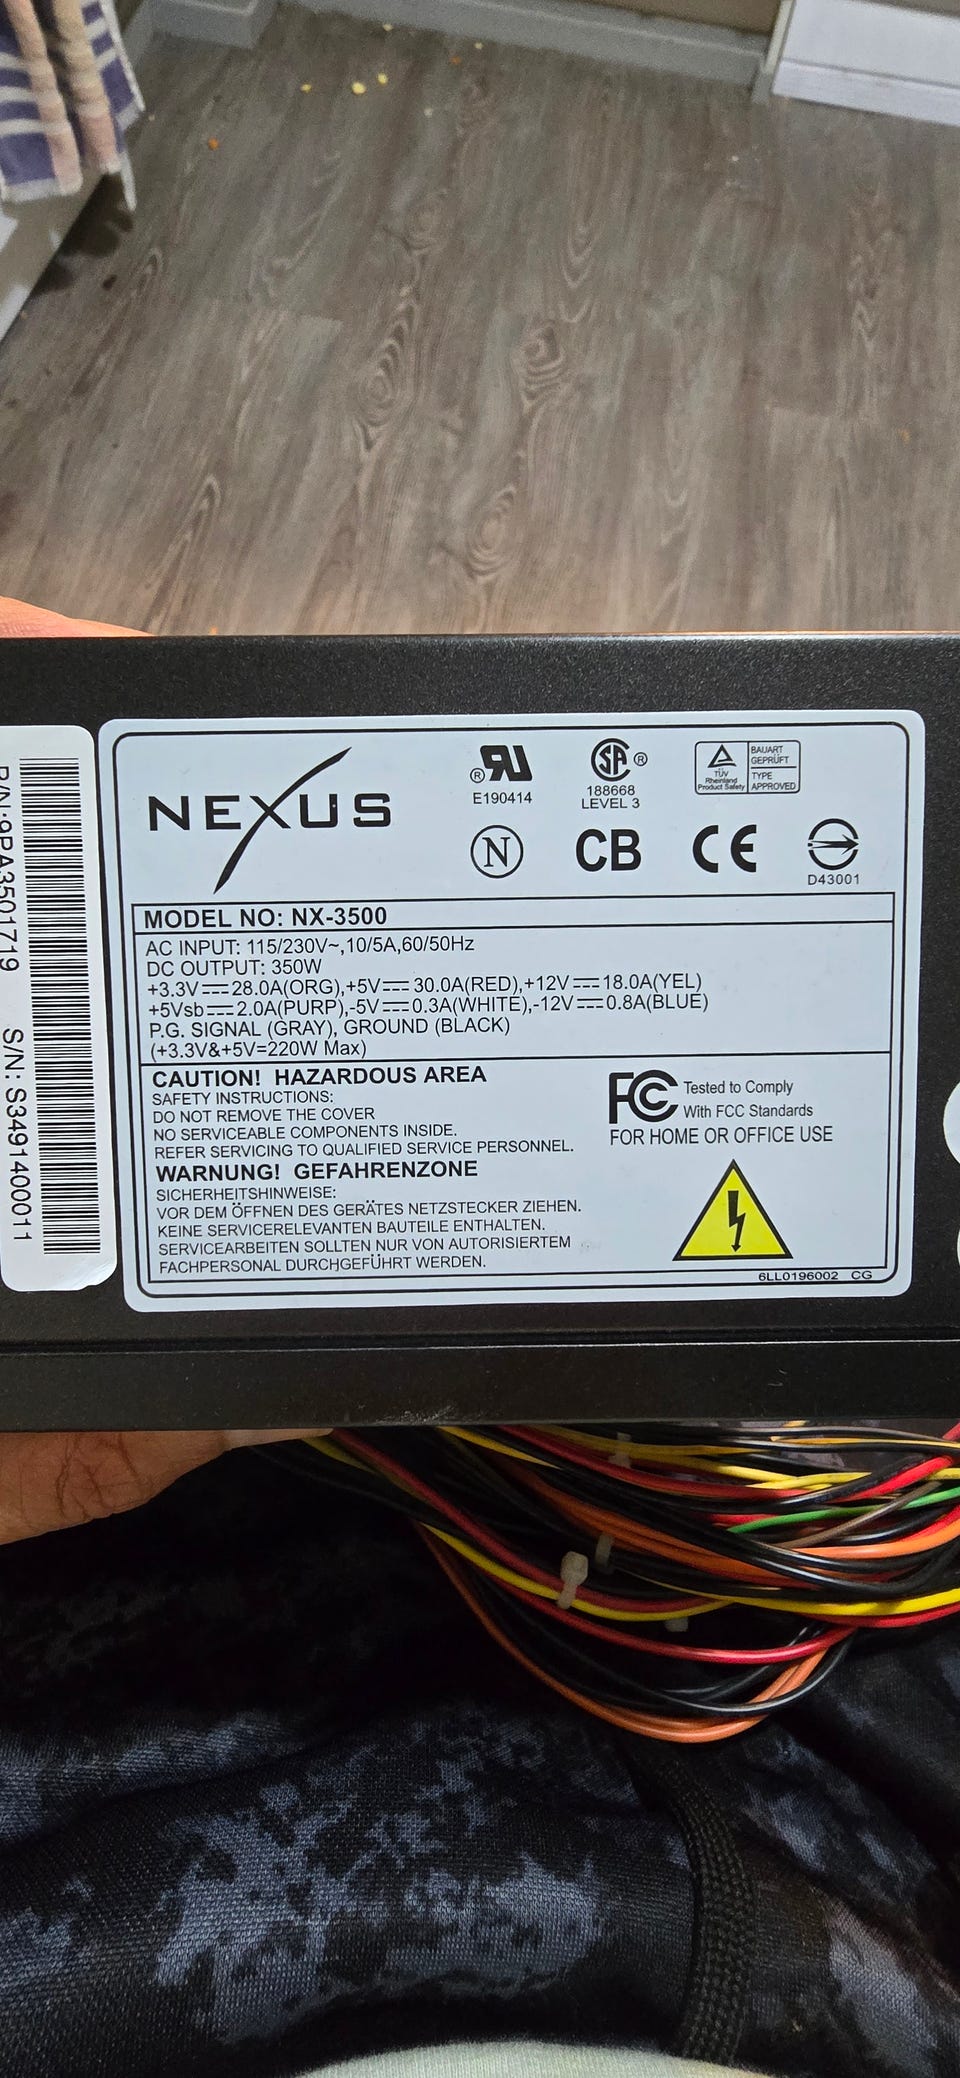 P/N:9PA3501719 S/N: S3491400011
NEXUS
® RU ®
E190414
188668
LEVEL 3
TÜV
Rheinland
Product Safety
BAUART
GEPRÜFT
TYPE
APPROVED
N
CB
CE
D43001
MODEL NO: NX-3500
AC INPUT: 115/230V~,10/5A,60/50Hz
DC OUTPUT: 350W
+3.3V⎓28.0A(ORG),+5V⎓30.0A(RED),+12V⎓18.0A(YEL)
+5Vsb⎓2.0A(PURP),-5V⎓0.3A(WHITE),-12V⎓0.8A(BLUE)
P.G. SIGNAL (GRAY), GROUND (BLACK)
(+3.3V&+5V=220W Max)
CAUTION! HAZARDOUS AREA
SAFETY INSTRUCTIONS:
DO NOT REMOVE THE COVER
NO SERVICEABLE COMPONENTS INSIDE.
REFER SERVICING TO QUALIFIED SERVICE PERSONNEL.
WARNUNG! GEFAHRENZONE
SICHERHEITSHINWEISE:
VOR DEM ÖFFNEN DES GERÄTES NETZSTECKER ZIEHEN.
KEINE SERVICERELEVANTEN BAUTEILE ENTHALTEN.
SERVICEARBEITEN SOLLTEN NUR VON AUTORISIERTEM
FACHPERSONAL DURCHGEFÜHRT WERDEN.
FC Tested to Comply
With FCC Standards
FOR HOME OR OFFICE USE
6LL0196002 CG